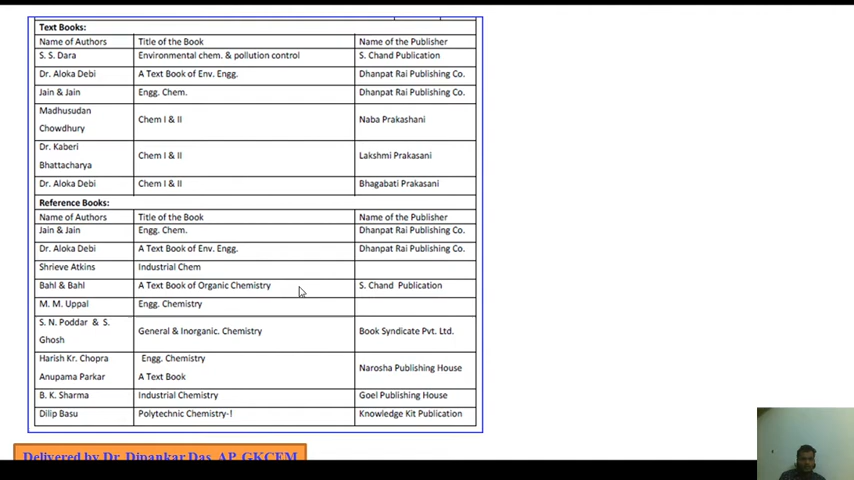 Text Books:
Name of Authors Title of the Book Name of the Publisher
S. S. Dara Environmental chem. & pollution control S. Chand Publication
Dr. Aloka Debi A Text Book of Env. Engg. Dhanpat Rai Publishing Co.
Jain & Jain Engg. Chem. Dhanpat Rai Publishing Co.
Madhusudan
Chowdhury
Chem I & II Naba Prakashani
Dr. Kaberi
Bhattacharya
Chem I & II Lakshmi Prakasani
Dr. Aloka Debi Chem I & II Bhagabati Prakasani
Reference Books:
Name of Authors Title of the Book Name of the Publisher
Jain & Jain Engg. Chem. Dhanpat Rai Publishing Co.
Dr. Aloka Debi A Text Book of Env. Engg. Dhanpat Rai Publishing Co.
Shrieve Atkins Industrial Chem
Bahl & Bahl A Text Book of Organic Chemistry S. Chand Publication
M. M. Uppal Engg. Chemistry
S. N. Poddar & S.
Ghosh
General & Inorganic. Chemistry Book Syndicate Pvt. Ltd.
Harish Kr. Chopra Engg. Chemistry
Anupama Parkar A Text Book
Narosha Publishing House
B. K. Sharma Industrial Chemistry Goel Publishing House
Dilip Basu Polytechnic Chemistry-! Knowledge Kit Publication
Delivered by Dr. Dipankar Das, AP, GKCEM